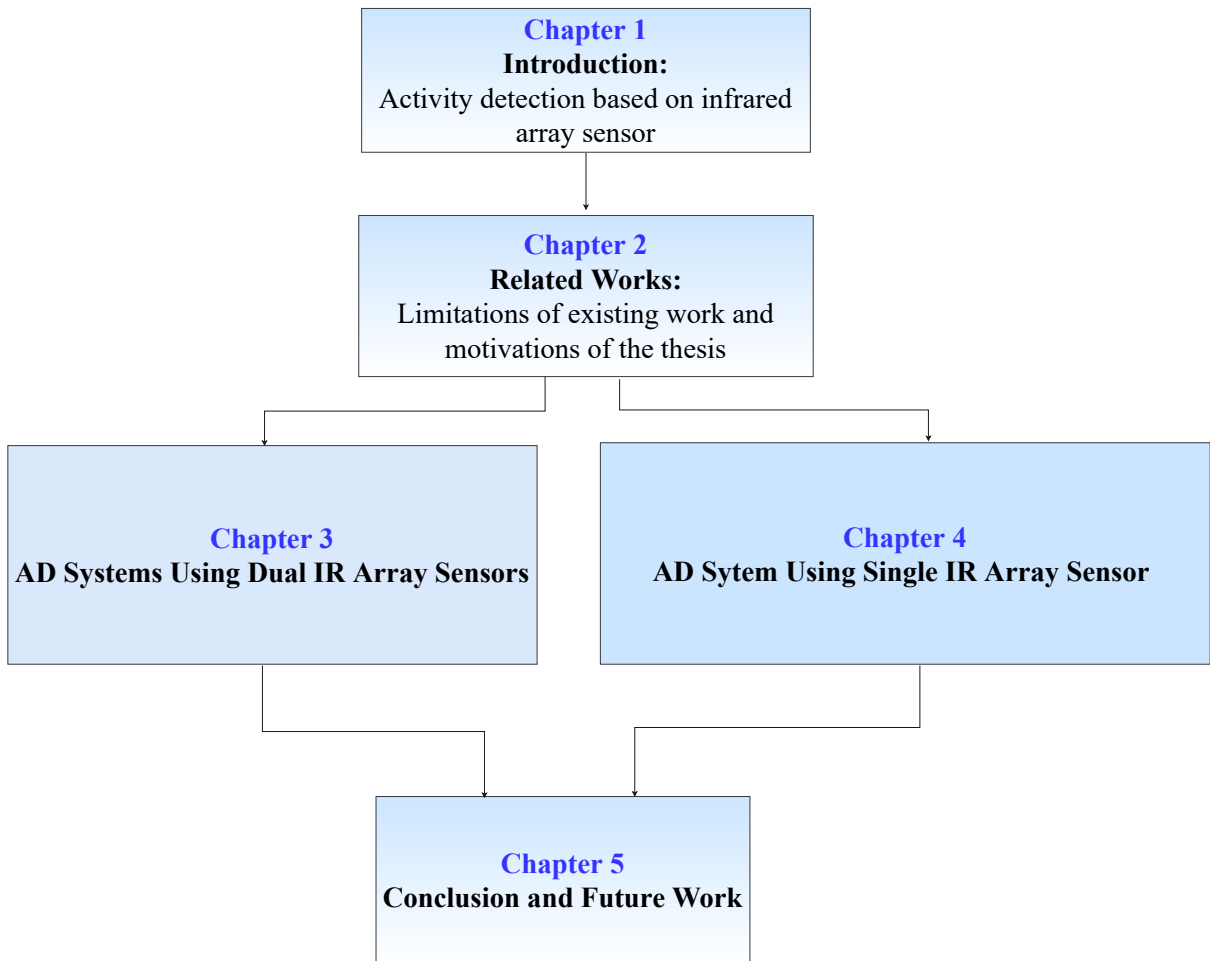 Chapter 1
Introduction:
Activity detection based on infrared
array sensor
Chapter 2
Related Works:
Limitations of existing work and
motivations of the thesis
Chapter 3
AD Systems Using Dual IR Array Sensors
Chapter 4
AD Sytem Using Single IR Array Sensor
Chapter 5
Conclusion and Future Work